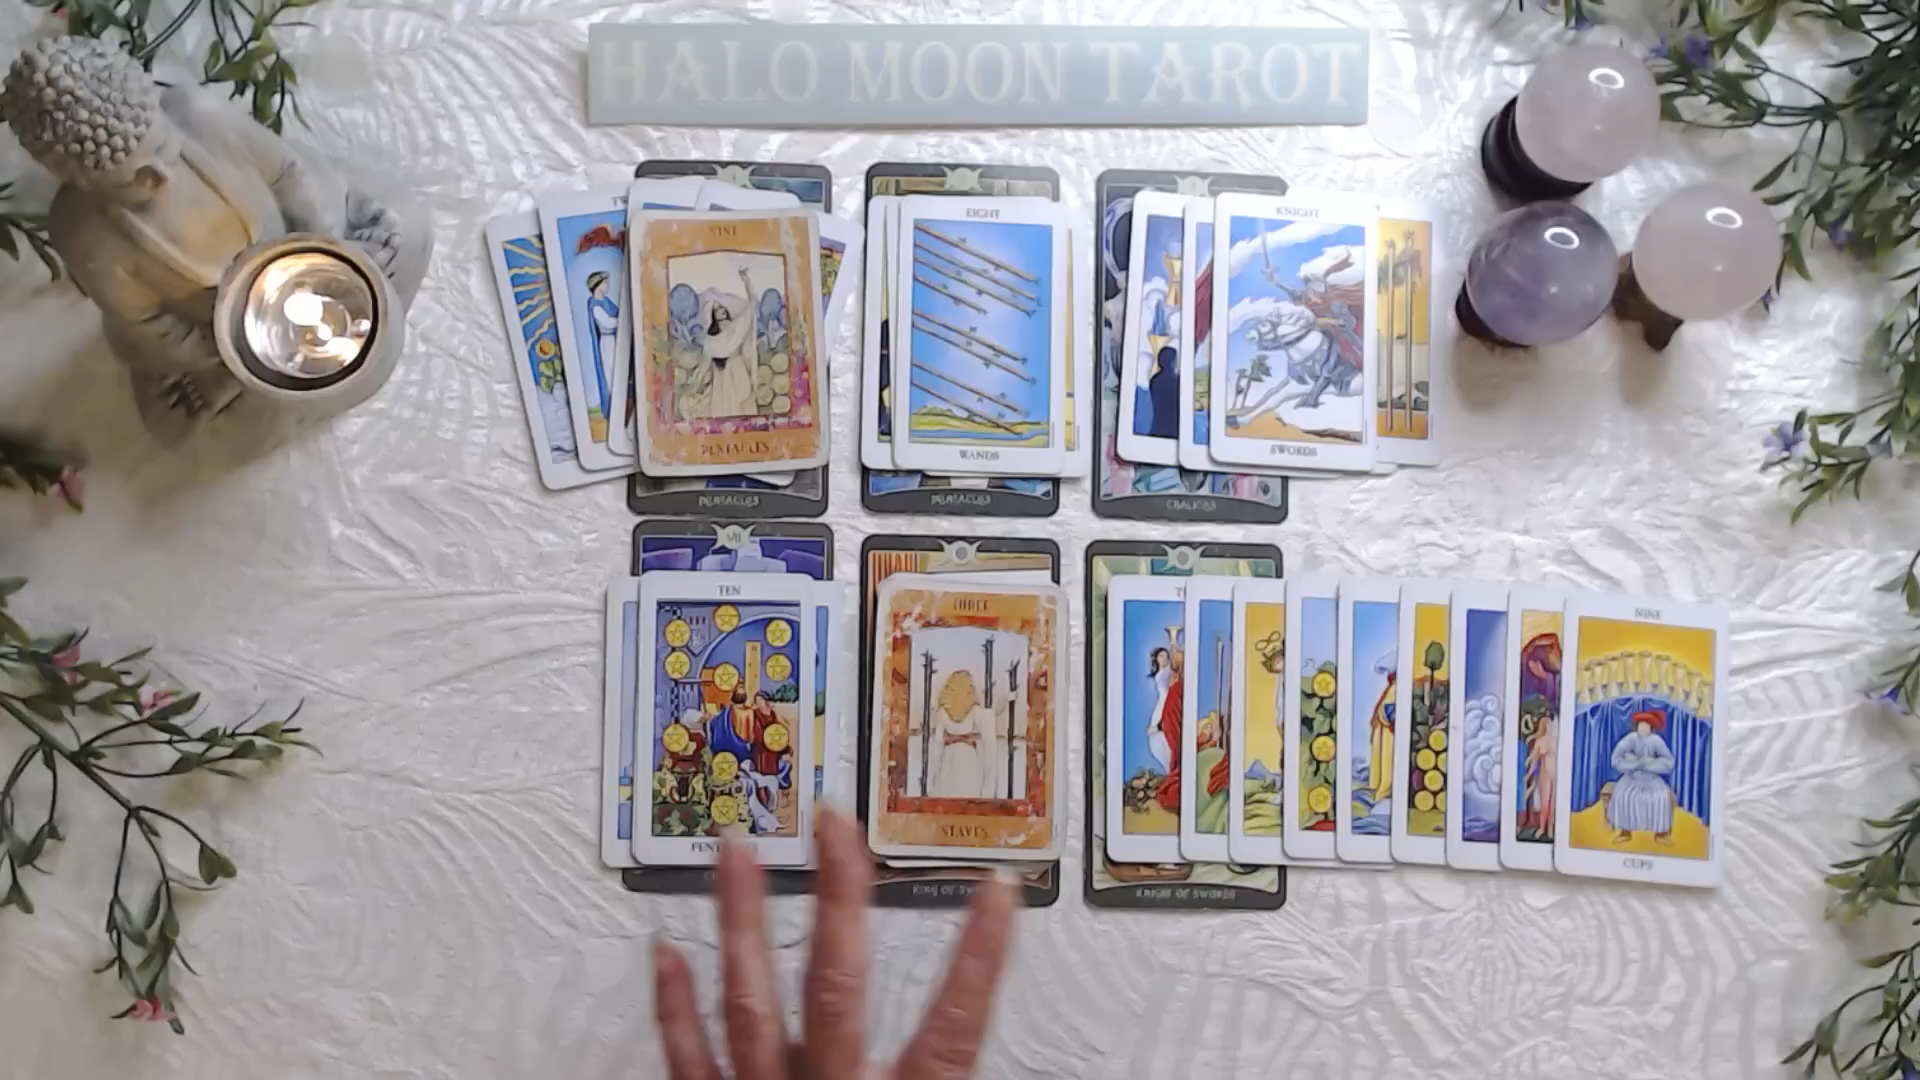 HALO MOON TAROT
NINE
PENTACLES
PENTACLES
EIGHT
WANDS
PENTACLES
KNIGHT
SWORDS
CHALICES
VII
TEN
THREE
STAVES
KING OF
KNIGHT OF SWORDS
NINE
CUPS